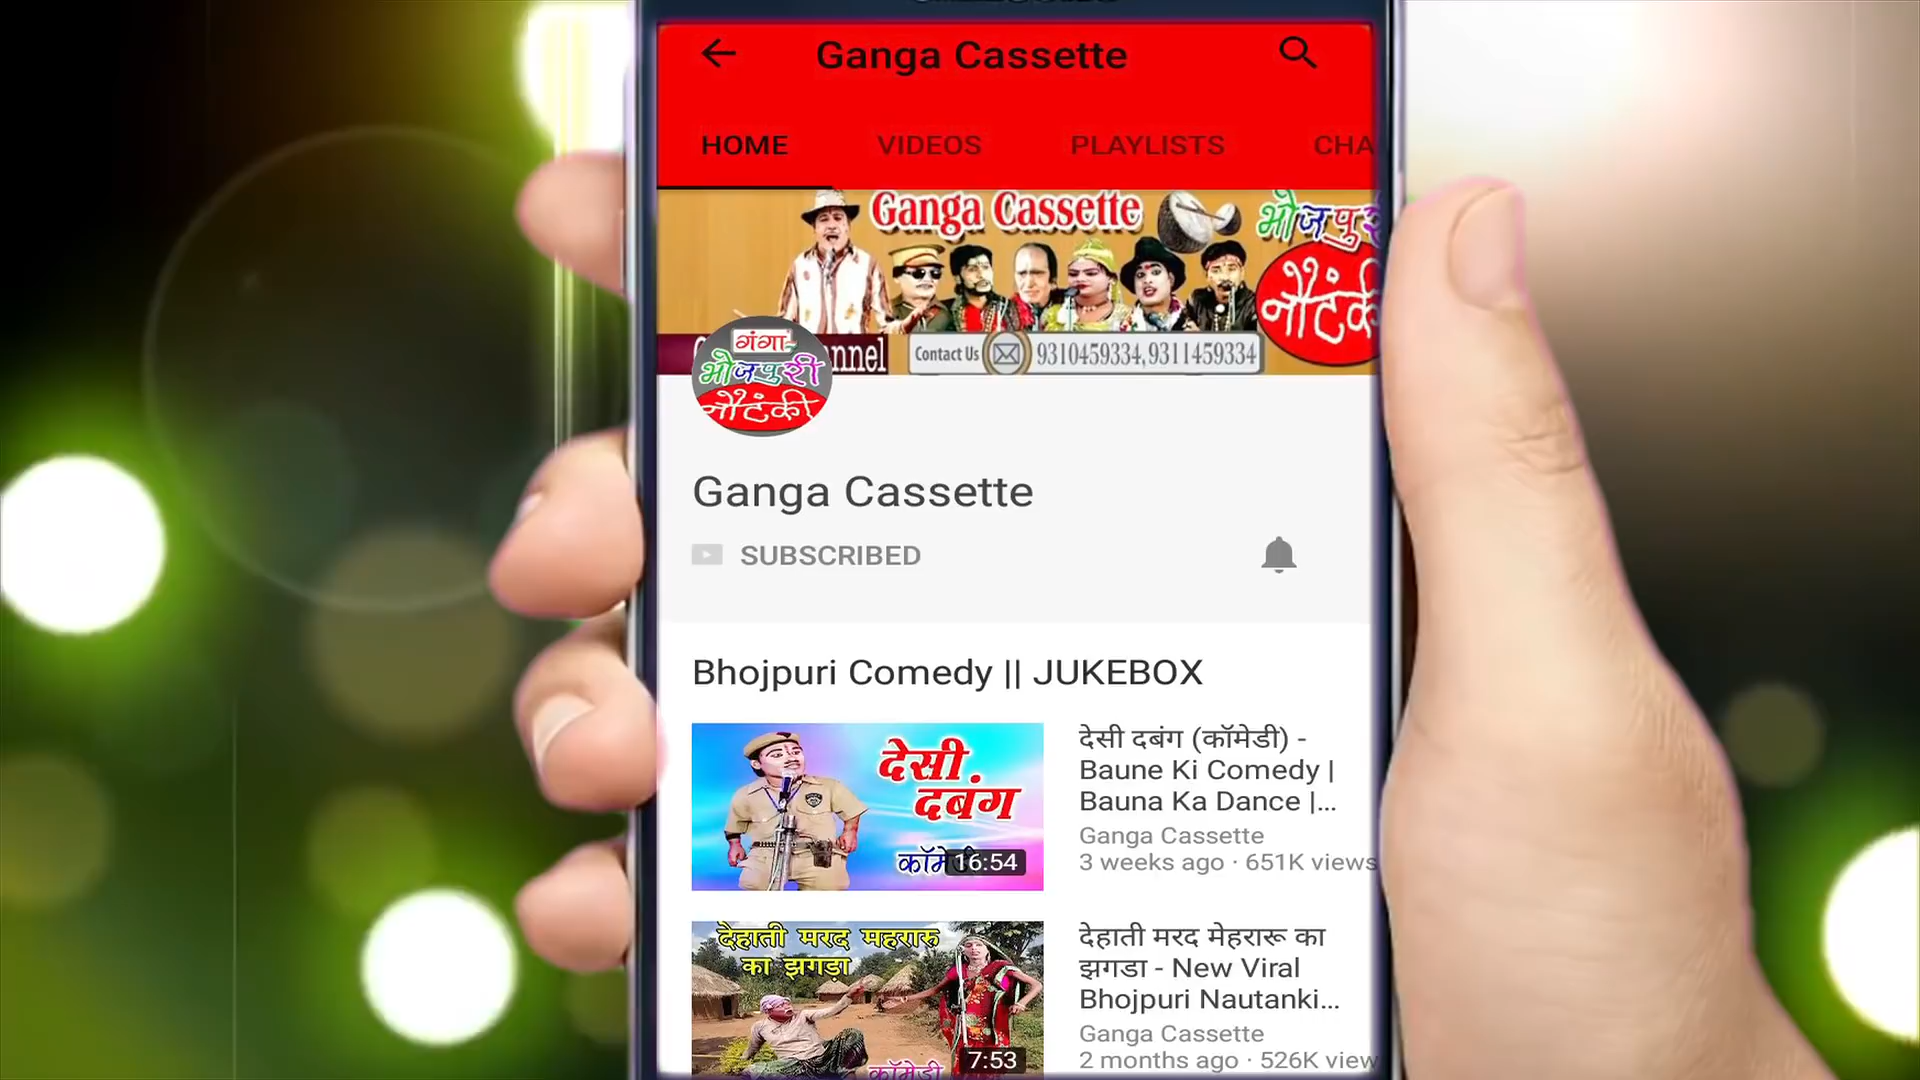 Ganga Cassette
HOME VIDEOS PLAYLISTS CHA
Ganga Cassette
भोजपुरी
नौटंकी
nnel
Contact Us 9310459334,9311459334
गंगा
भोजपुरी
नौटंकी
Ganga Cassette
SUBSCRIBED
Bhojpuri Comedy || JUKEBOX
देसी
दबंग
16:54
देसी दबंग (कॉमेडी) -
Baune Ki Comedy |
Bauna Ka Dance |...
Ganga Cassette
3 weeks ago · 651K views
देहाती मरद महरारू
का झगड़ा
कॉमेडी
7:53
देहाती मरद मेहरारू का
झगडा - New Viral
Bhojpuri Nautanki...
Ganga Cassette
2 months ago · 526K view